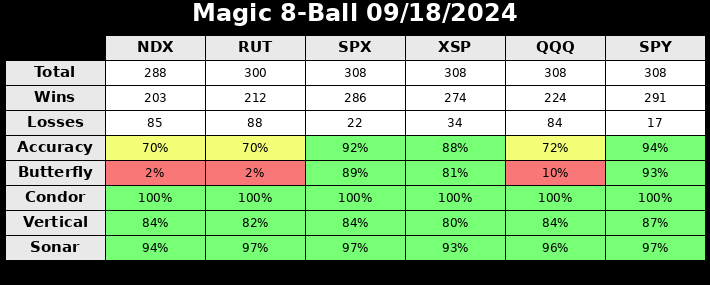 Magic 8-Ball 09/18/2024
NDX RUT SPX XSP QQQ SPY
Total 288 300 308 308 308 308
Wins 203 212 286 274 224 291
Losses 85 88 22 34 84 17
Accuracy 70% 70% 92% 88% 72% 94%
Butterfly 2% 2% 89% 81% 10% 93%
Condor 100% 100% 100% 100% 100% 100%
Vertical 84% 82% 84% 80% 84% 87%
Sonar 94% 97% 97% 93% 96% 97%